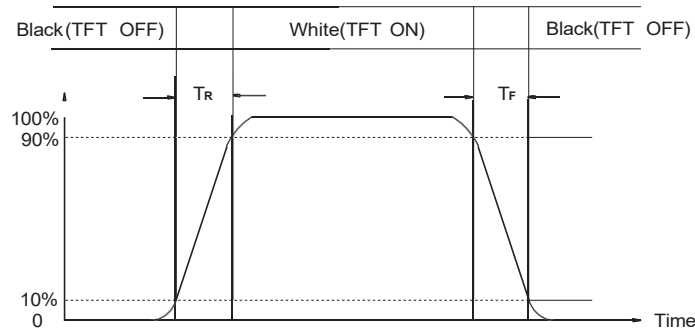 Black(TFT OFF) White(TFT ON) Black(TFT OFF)
TR TF
100%
90%
10%
0 Time